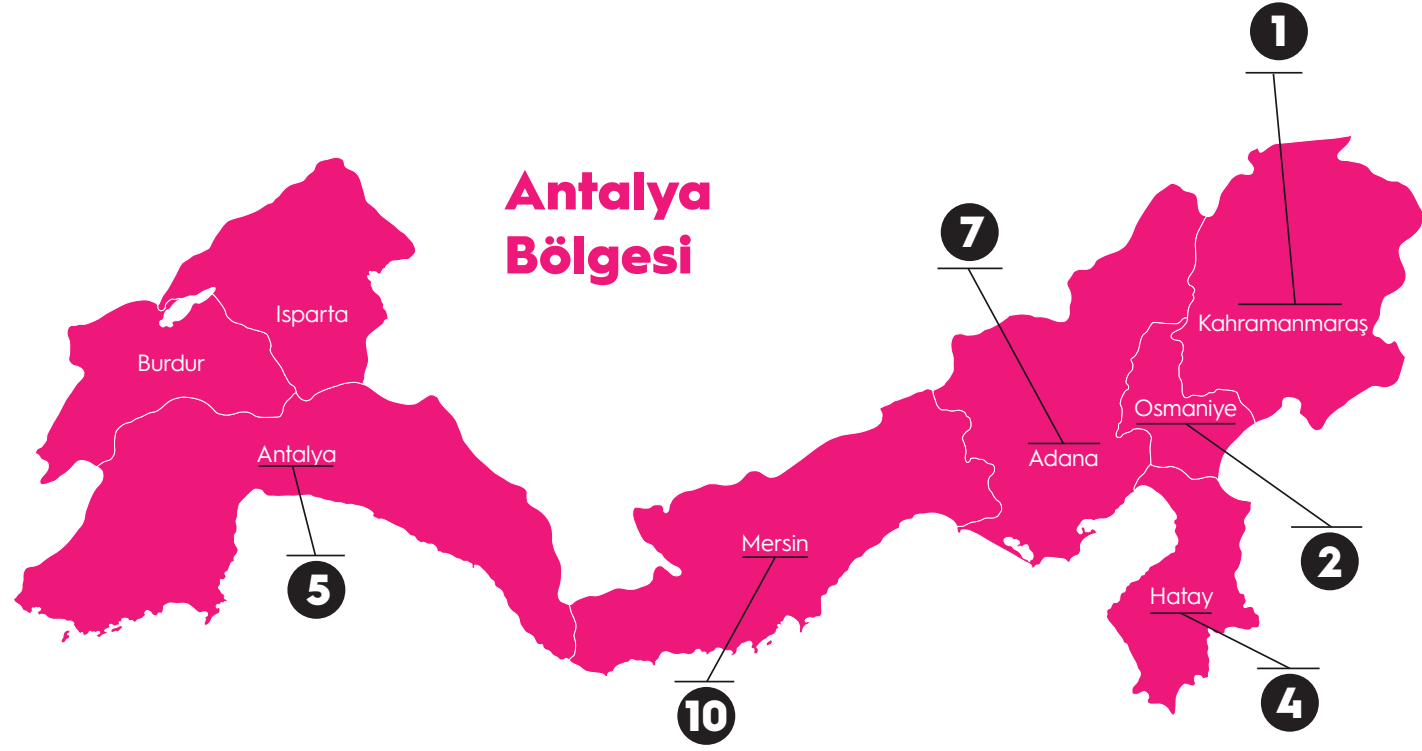 1
Antalya
Bölgesi
7
Isparta
Kahramanmaraş
Burdur
Osmaniye
Antalya
Adana
Mersin
2
5
Hatay
4
10